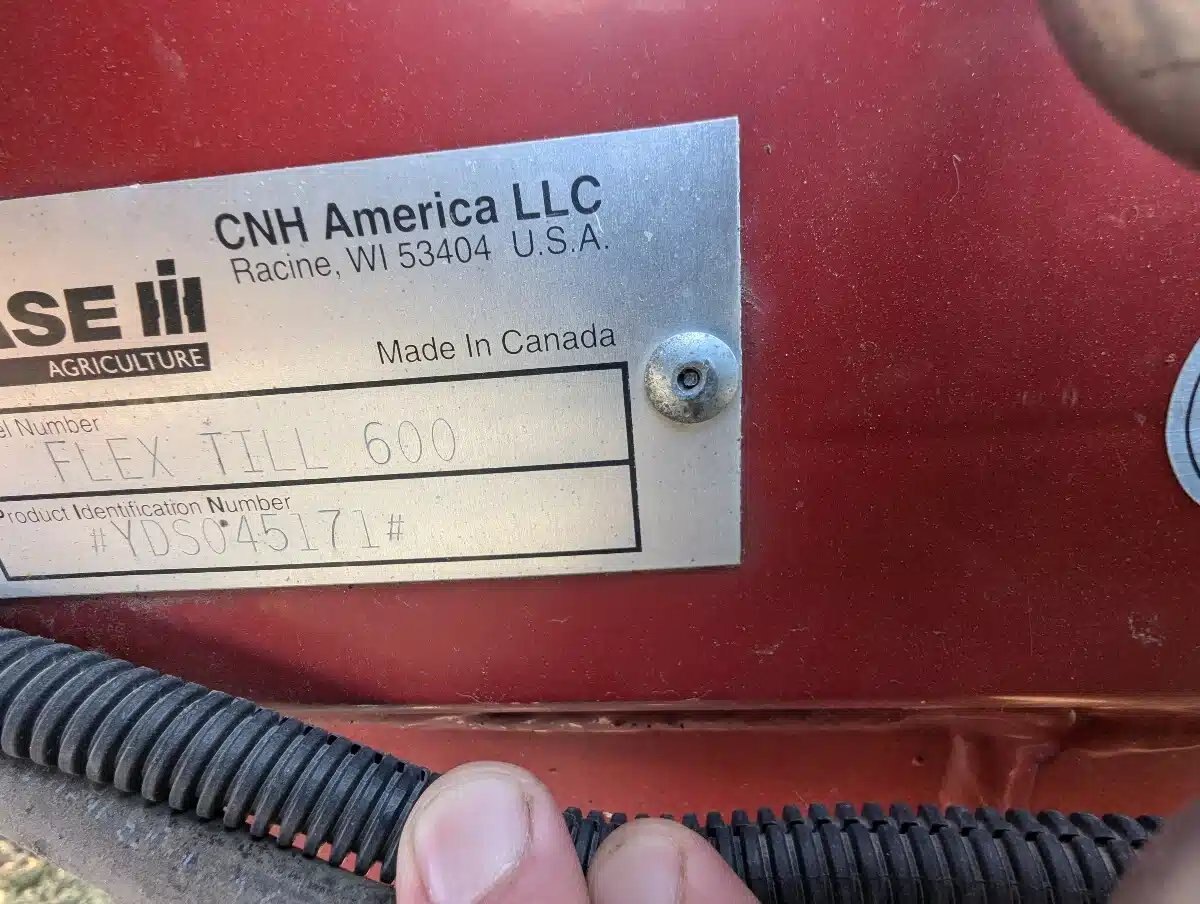 CNH America LLC
Racine, WI 53404 U.S.A.
ASE IH
AGRICULTURE
Made In Canada
el Number
FLEX TILL 600
Product Identification Number
#YDS045171#